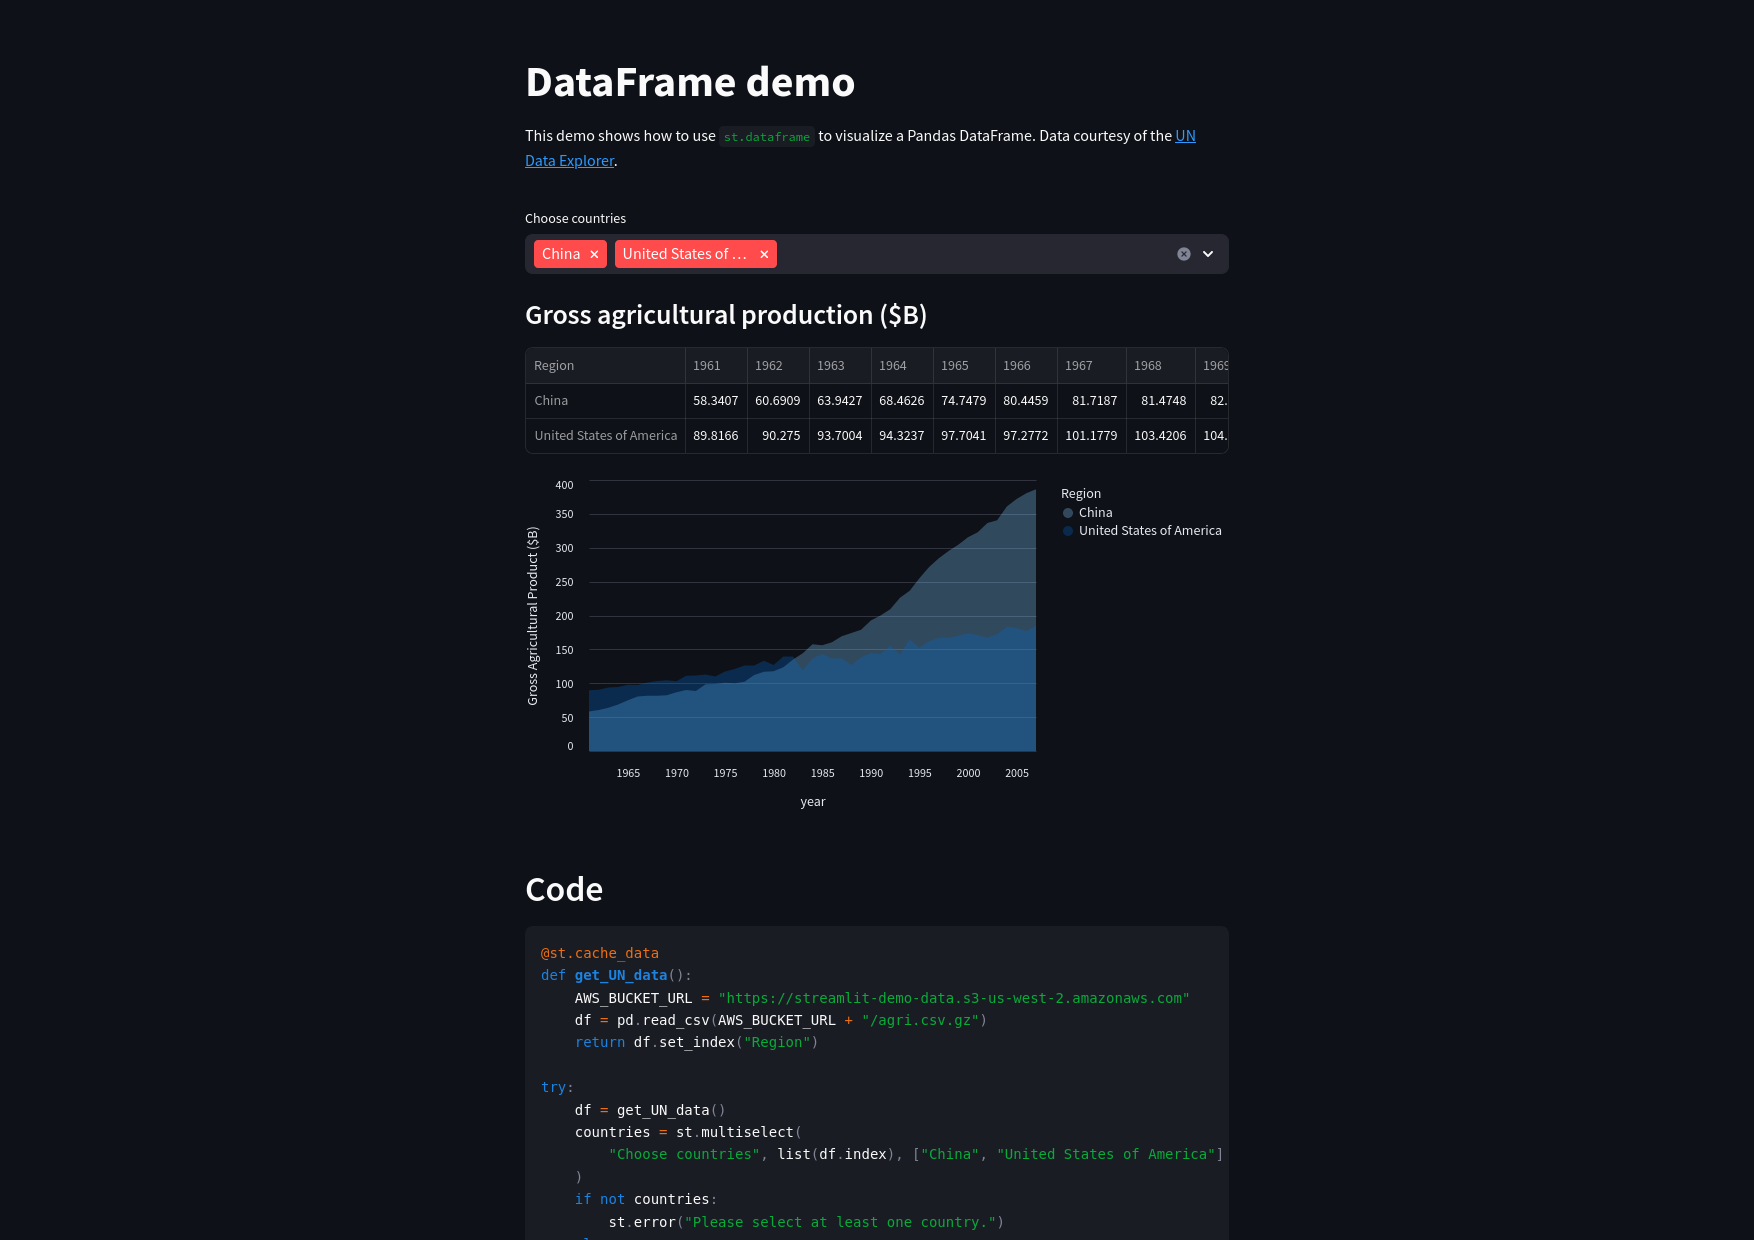 DataFrame demo
This demo shows how to use st.dataframe to visualize a Pandas DataFrame. Data courtesy of the UN
Data Explorer.
Choose countries
China × United States of … ×
Gross agricultural production ($B)
Region 1961 1962 1963 1964 1965 1966 1967 1968 1969
China 58.3407 60.6909 63.9427 68.4626 74.7479 80.4459 81.7187 81.4748 82.
United States of America 89.8166 90.275 93.7004 94.3237 97.7041 97.2772 101.1779 103.4206 104.
Gross Agricultural Product ($B)
400
350
300
250
200
150
100
50
0
1965 1970 1975 1980 1985 1990 1995 2000 2005
year
Region
China
United States of America
Code
@st.cache_data
def get_UN_data():
    AWS_BUCKET_URL = "https://streamlit-demo-data.s3-us-west-2.amazonaws.com"
    df = pd.read_csv(AWS_BUCKET_URL + "/agri.csv.gz")
    return df.set_index("Region")
try:
    df = get_UN_data()
    countries = st.multiselect(
        "Choose countries", list(df.index), ["China", "United States of America"]
    )
    if not countries:
        st.error("Please select at least one country.")